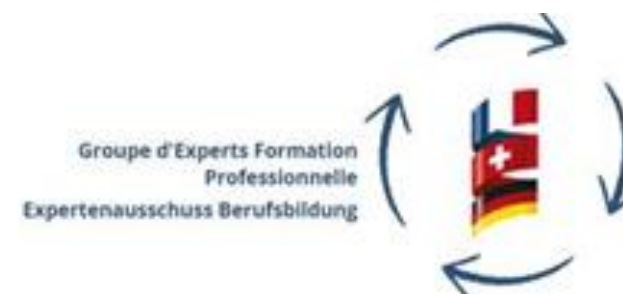 Groupe d'Experts Formation
Professionnelle
Expertenausschuss Berufsbildung